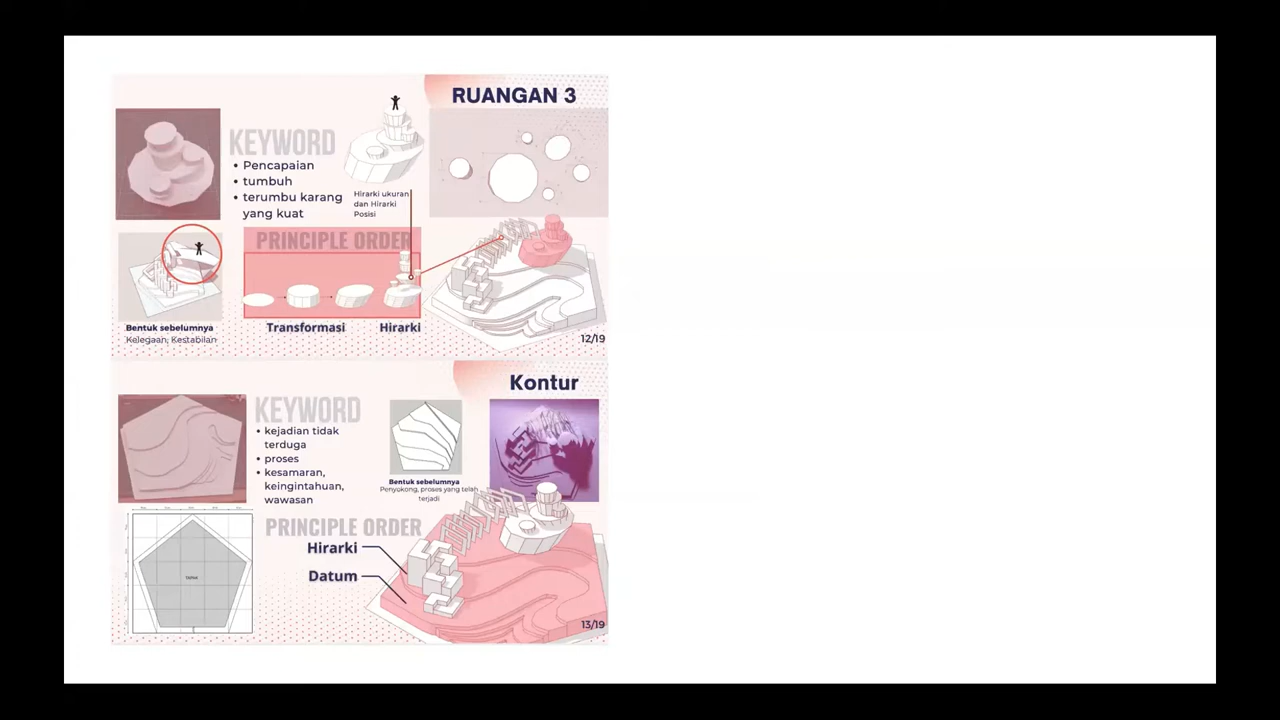 RUANGAN 3
KEYWORD
• Pencapaian
• tumbuh
• terumbu karang
yang kuat
Hirarki ukuran
dan Hirarki
Posisi
PRINCIPLE ORDER
Transformasi
Hirarki
Bentuk sebelumnya
Kelegaan, Kestabilan
12/19
Kontur
KEYWORD
• kejadian tidak
terduga
• proses
• kesamaran,
keingintahuan,
wawasan
Bentuk sebelumnya
Penyokong, proses yang telah
terjadi
PRINCIPLE ORDER
Hirarki
Datum
13/19